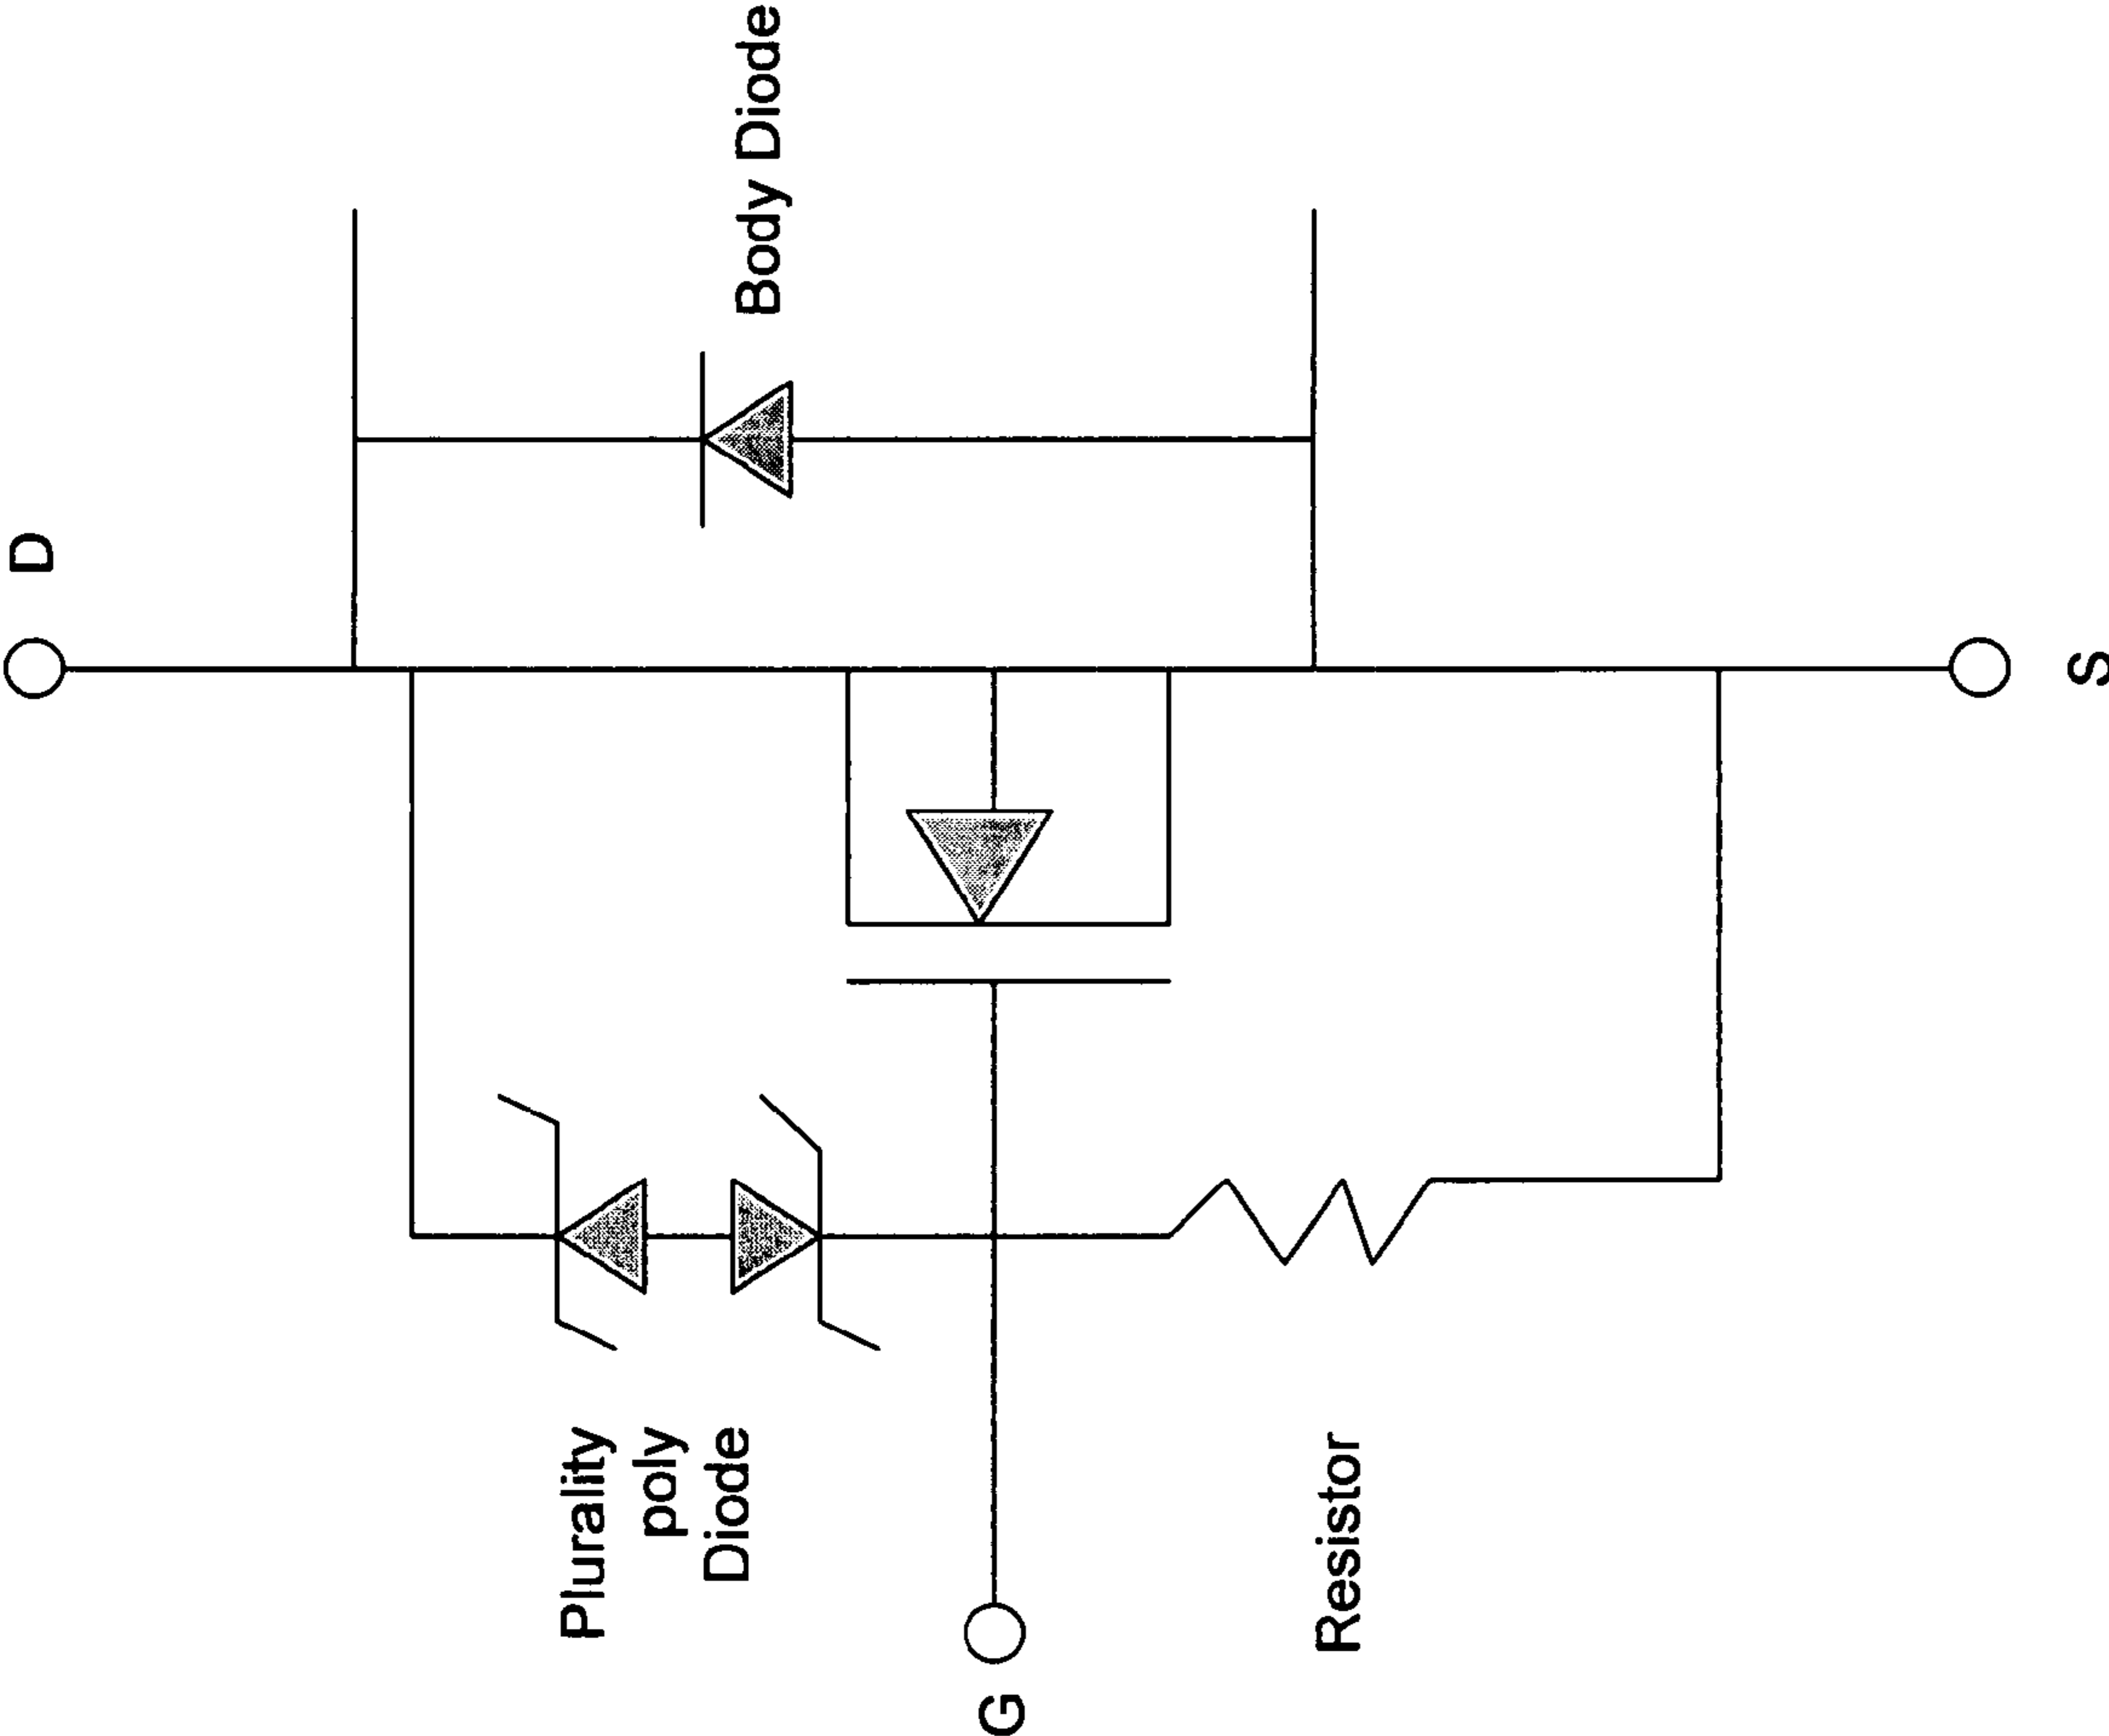 D
Plurality
poly
Diode
Body Diode
G
Resistor
S